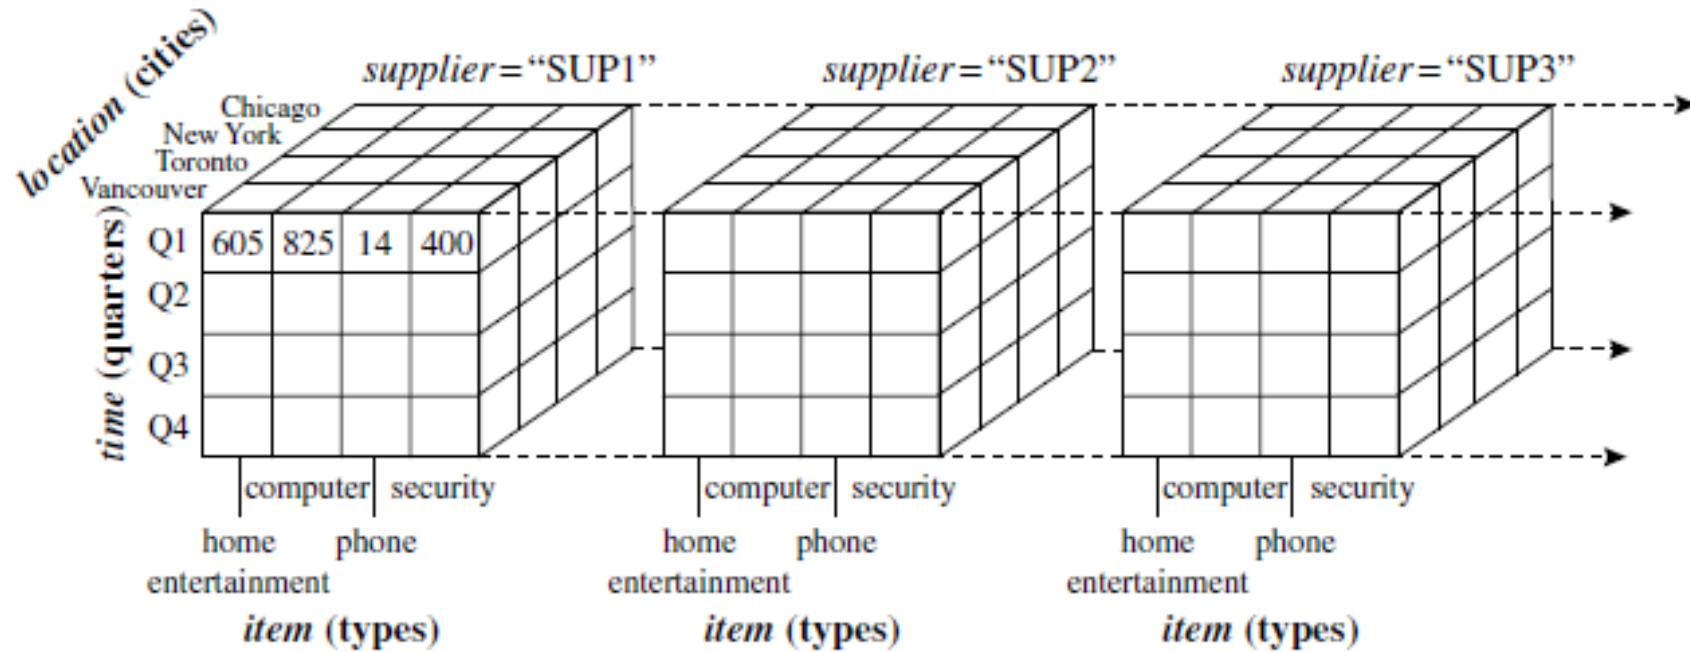 location (cities)
supplier=“SUP1” supplier=“SUP2” supplier=“SUP3”
Chicago
New York
Toronto
Vancouver
time (quarters)
Q1 605 825 14 400
Q2
Q3
Q4
computer security computer security computer security
home phone home phone home phone
entertainment entertainment entertainment
item (types) item (types) item (types)